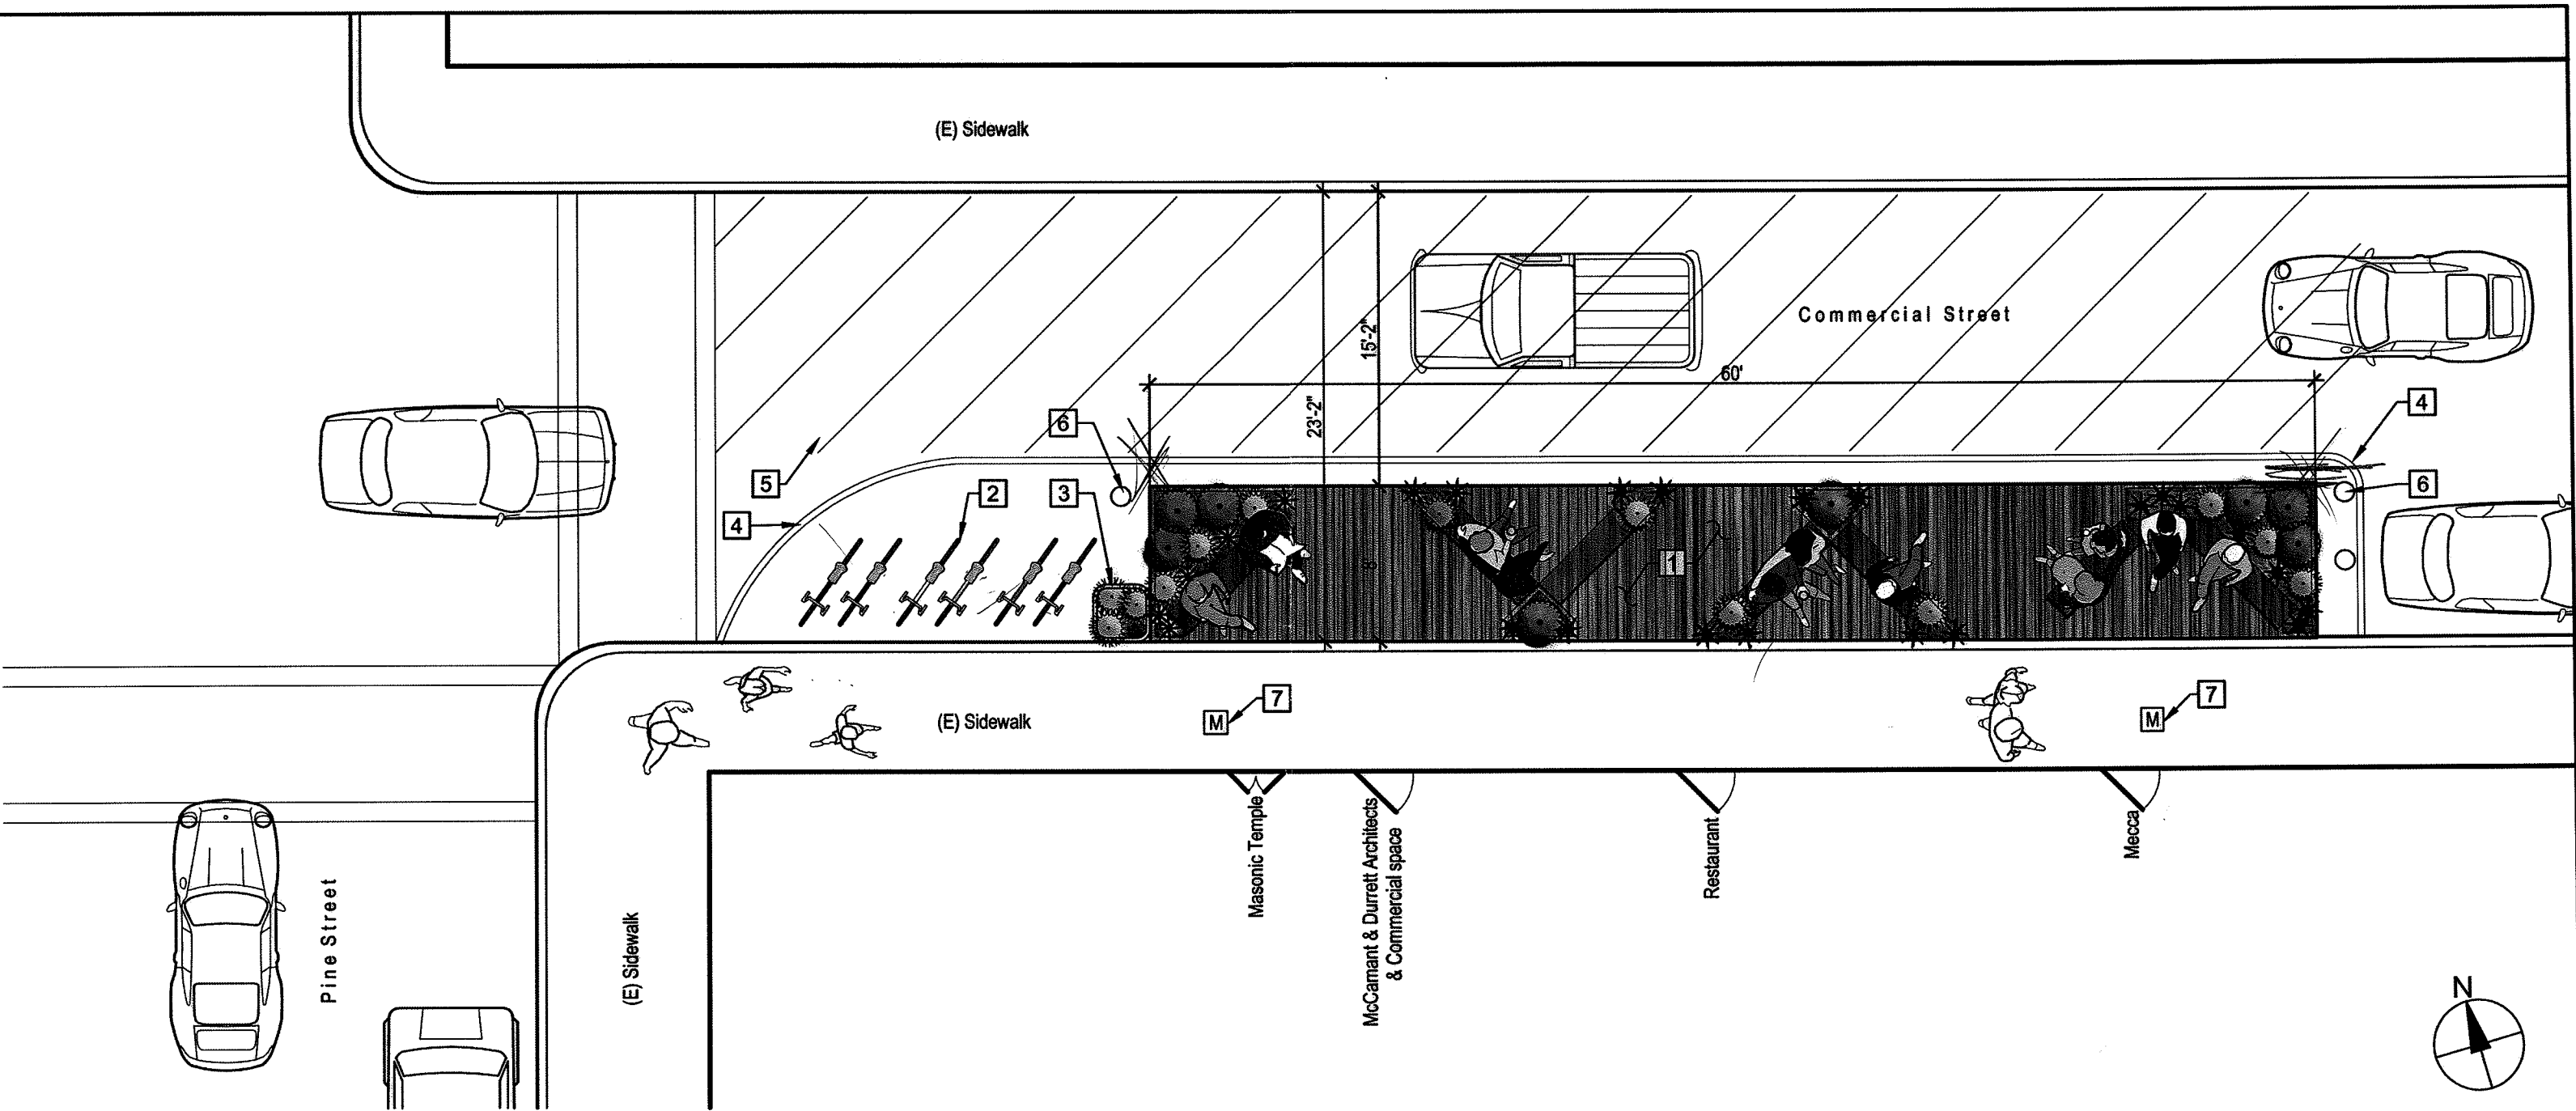 (E) Sidewalk
Commercial Street
15'-2"
60'
23'-2"
4
6
6
5
2
3
4
1
8'
7
7
M
M
(E) Sidewalk
Masonic Temple
McCamant & Durrett Architects
& Commercial space
Restaurant
Mecca
Pine Street
(E) Sidewalk
N